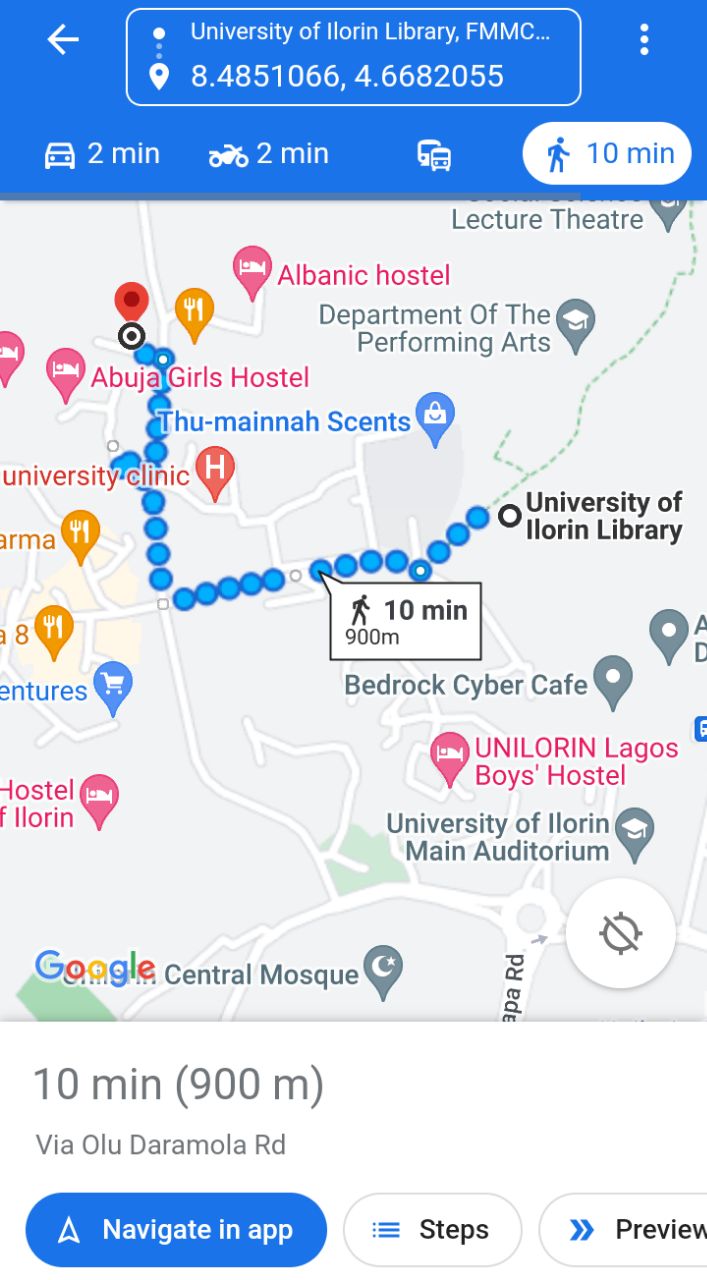 University of Ilorin Library, FMMC...
8.4851066, 4.6682055
2 min
2 min
10 min
Social Science
Lecture Theatre
Albanic hostel
Department Of The
Performing Arts
Abuja Girls Hostel
Thu-mainnah Scents
university clinic
H
University of
Ilorin Library
arma
10 min
900m
a 8
Bedrock Cyber Cafe
A
D
entures
UNILORIN Lagos
Boys' Hostel
Hostel
f Ilorin
University of Ilorin
Main Auditorium
Google
Central Mosque
apa Rd
10 min (900 m)
Via Olu Daramola Rd
Navigate in app
Steps
Preview